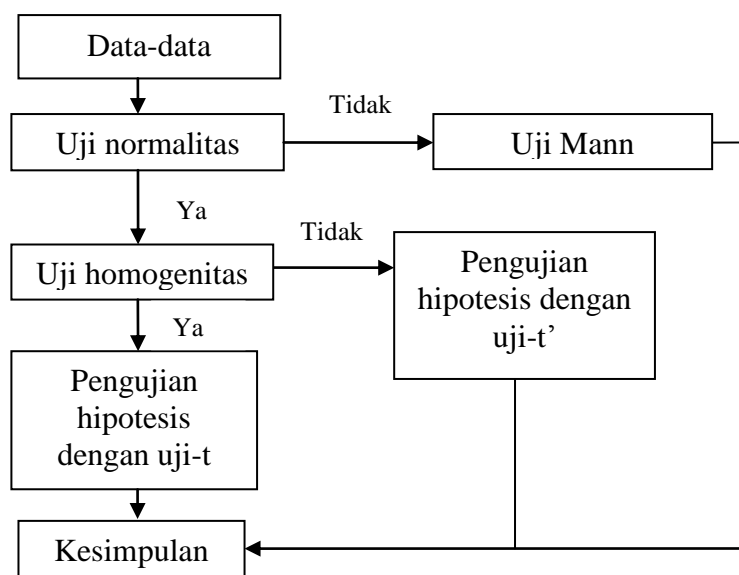 Data-data
Tidak
Uji normalitas
Uji Mann
Ya
Tidak
Uji homogenitas
Pengujian
hipotesis dengan
uji-t’
Ya
Pengujian
hipotesis
dengan uji-t
Kesimpulan